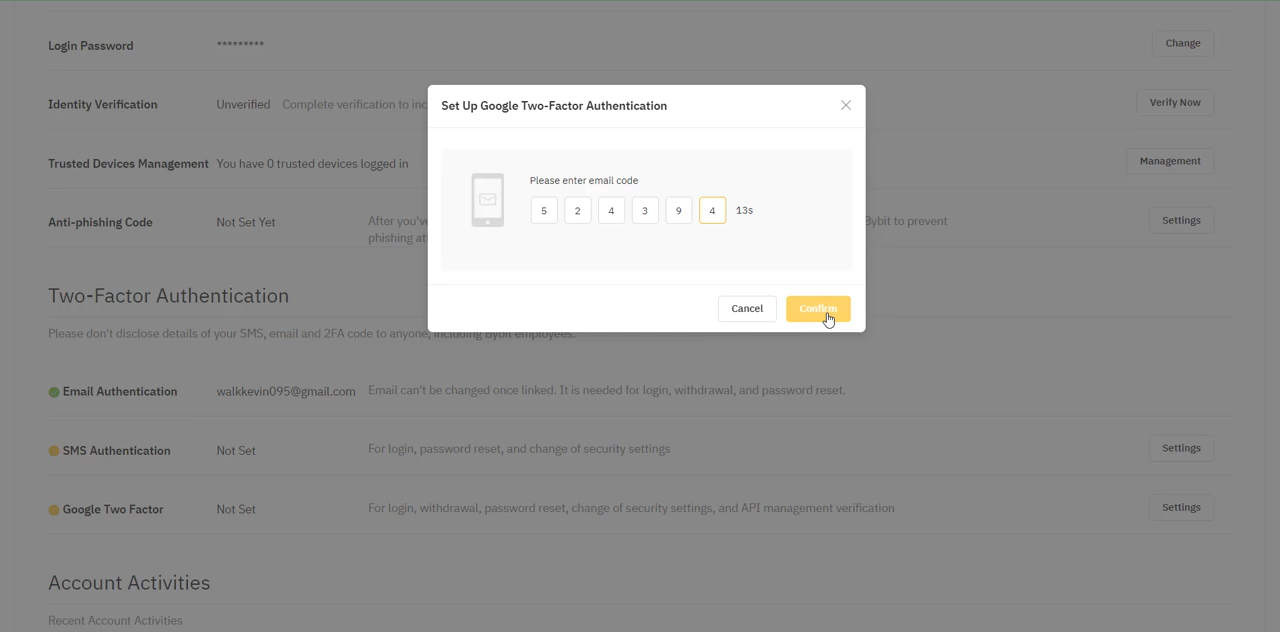 Login Password ********* Change
Set Up Google Two-Factor Authentication
Identity Verification Unverified Complete verification to inc Verify Now
Trusted Devices Management You have 0 trusted devices logged in Management
Please enter email code
5 2 4 3 9 4 13s
Anti-phishing Code Not Set Yet After you've Bybit to prevent Settings
phishing at
Two-Factor Authentication
Cancel Confirm
Please don't disclose details of your SMS, email and 2FA code to anyone, including Bybit employees.
Email Authentication walkkevin095@gmail.com Email can't be changed once linked. It is needed for login, withdrawal, and password reset.
SMS Authentication Not Set For login, password reset, and change of security settings Settings
Google Two Factor Not Set For login, withdrawal, password reset, change of security settings, and API management verification Settings
Account Activities
Recent Account Activities